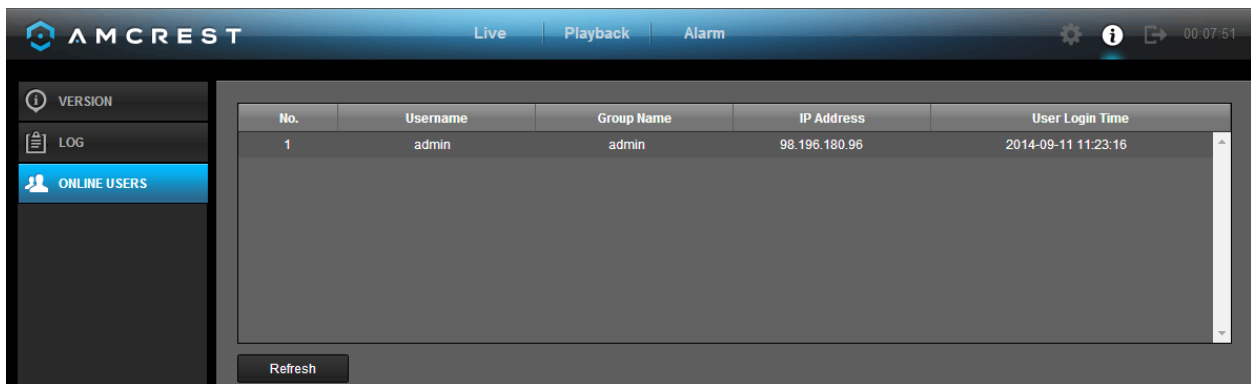 AMCREST Live Playback Alarm 00:07:51
VERSION
LOG
ONLINE USERS
No. Username Group Name IP Address User Login Time
1 admin admin 98.196.180.96 2014-09-11 11:23:16
Refresh